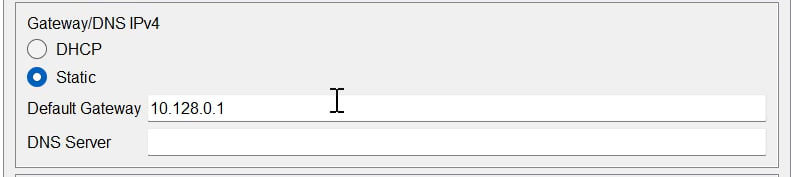 Gateway/DNS IPv4
DHCP
Static
Default Gateway 10.128.0.1
DNS Server